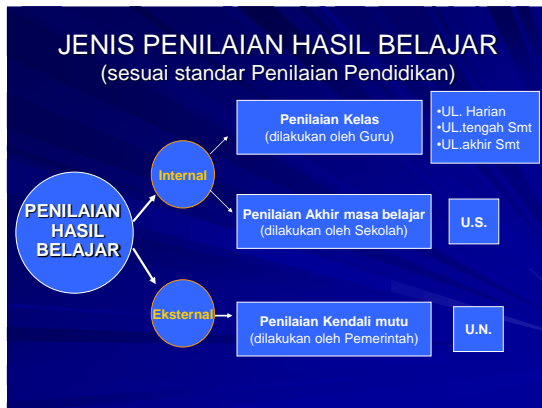 JENIS PENILAIAN HASIL BELAJAR
(sesuai standar Penilaian Pendidikan)
PENILAIAN
HASIL
BELAJAR
Internal
Penilaian Kelas
(dilakukan oleh Guru)
•UL. Harian
•UL.tengah Smt
•UL.akhir Smt
Penilaian Akhir masa belajar
(dilakukan oleh Sekolah)
U.S.
Eksternal
Penilaian Kendali mutu
(dilakukan oleh Pemerintah)
U.N.